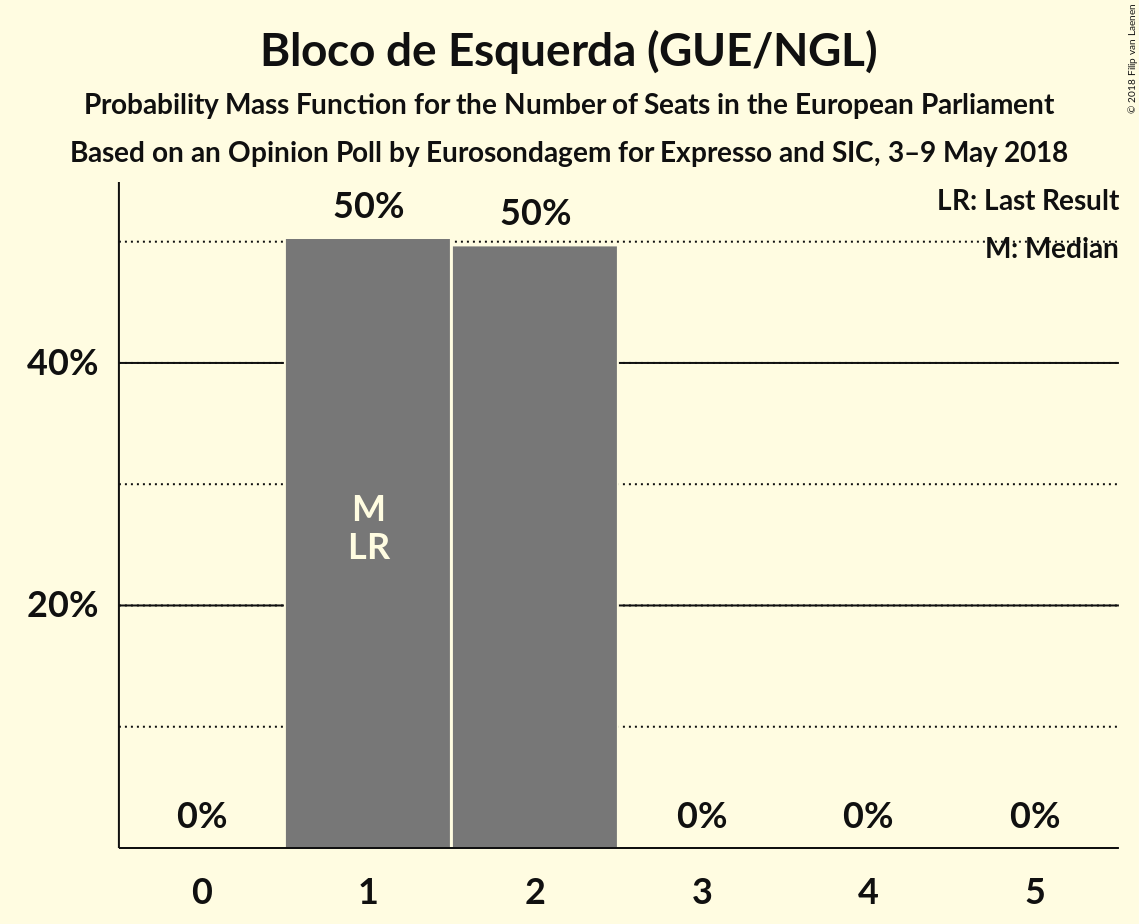 Bloco de Esquerda (GUE/NGL)
Probability Mass Function for the Number of Seats in the European Parliament
Based on an Opinion Poll by Eurosondagem for Expresso and SIC, 3–9 May 2018
© 2018 Filip van Laenen
LR: Last Result
M: Median
50%
50%
40%
M
LR
20%
0%
0%
0%
0%
0
1
2
3
4
5